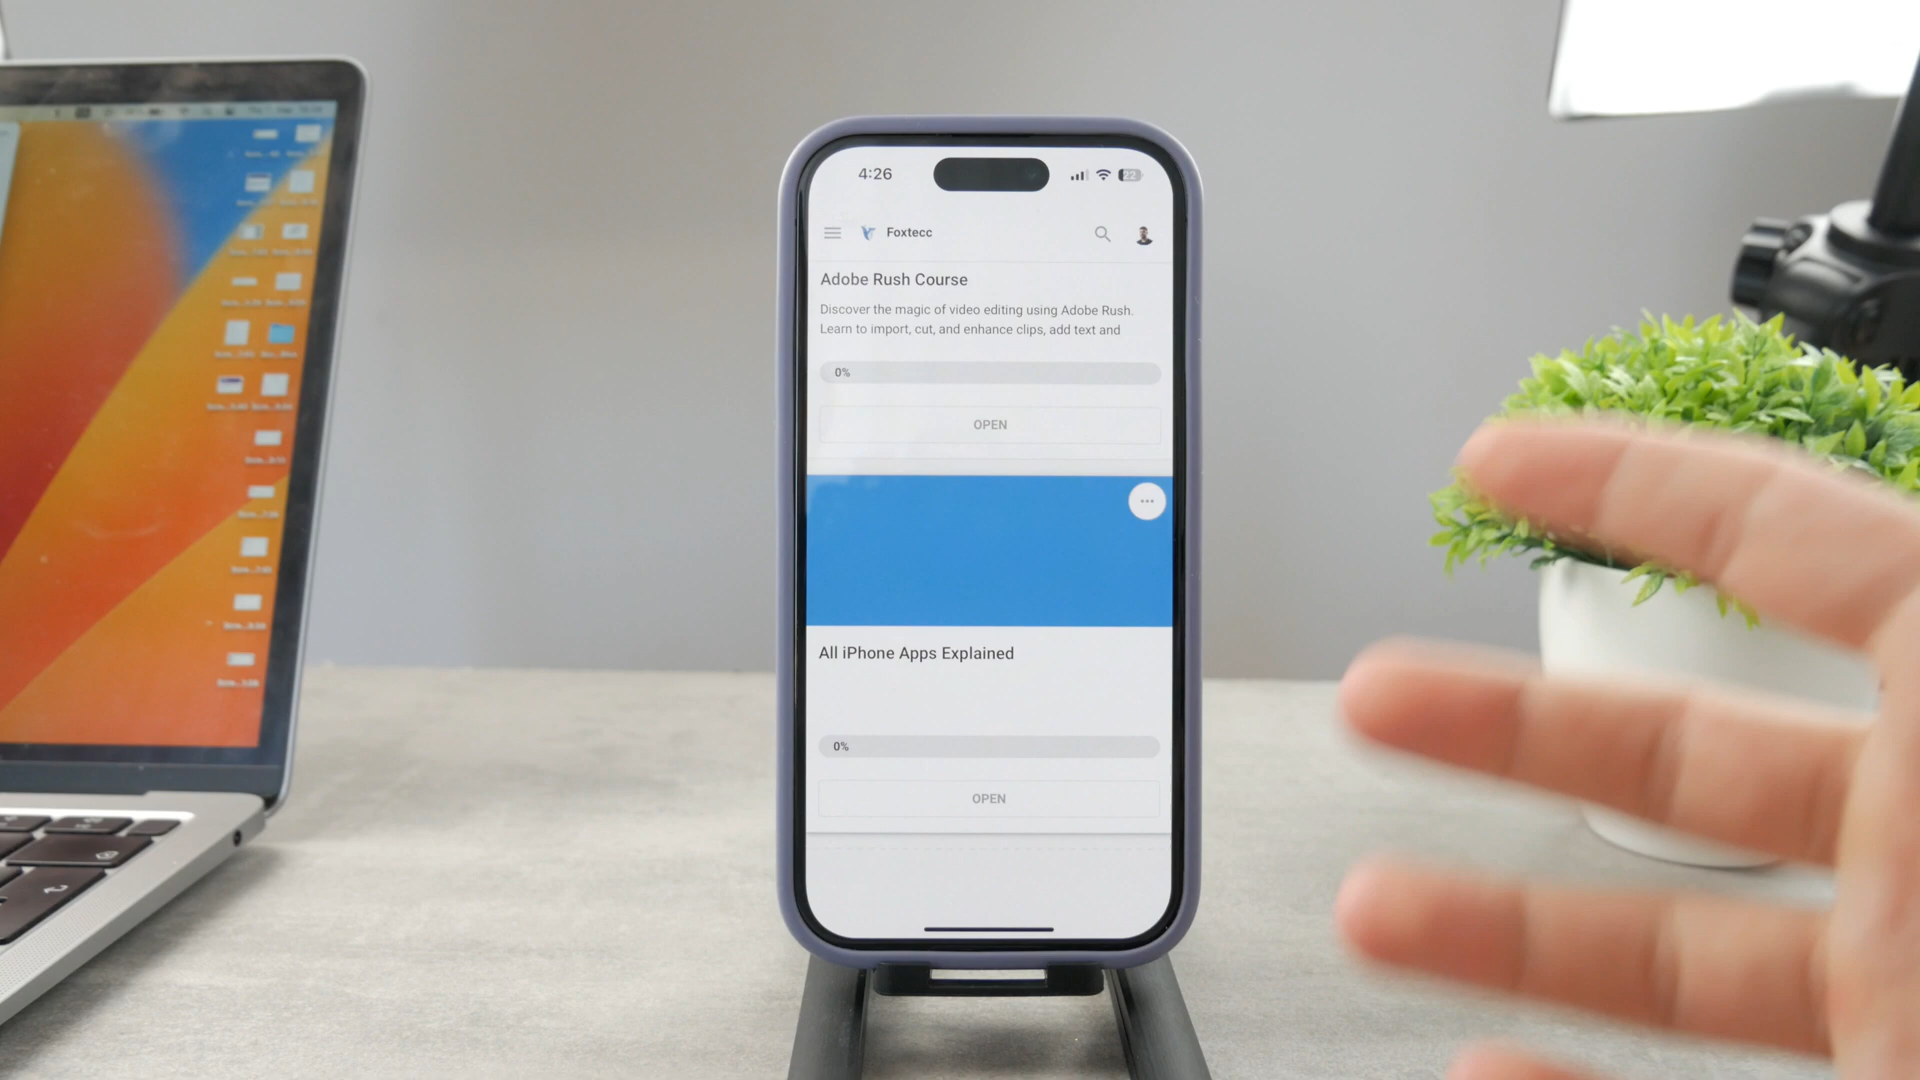 4:26
22
Foxtecc
Adobe Rush Course
Discover the magic of video editing using Adobe Rush.
Learn to import, cut, and enhance clips, add text and
0%
OPEN
All iPhone Apps Explained
0%
OPEN